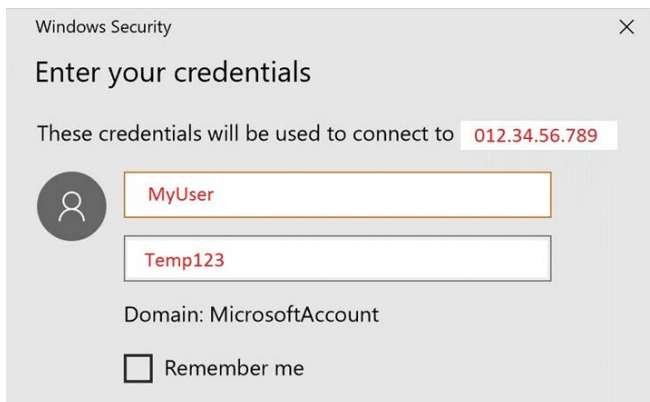 Windows Security
Enter your credentials
These credentials will be used to connect to 012.34.56.789
MyUser
Temp123
Domain: MicrosoftAccount
Remember me